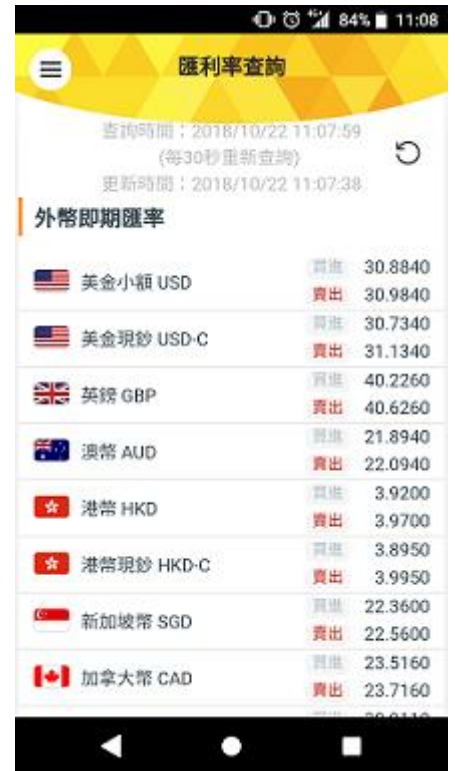 4G 84% 11:08
匯利率查詢
查詢時間：2018/10/22 11:07:59
(每30秒重新查詢)
更新時間：2018/10/22 11:07:38
外幣即期匯率
美金小額 USD 買進 30.8840
賣出 30.9840
美金現鈔 USD-C 買進 30.7340
賣出 31.1340
英鎊 GBP 買進 40.2260
賣出 40.6260
澳幣 AUD 買進 21.8940
賣出 22.0940
港幣 HKD 買進 3.9200
賣出 3.9700
港幣現鈔 HKD-C 買進 3.8950
賣出 3.9950
新加坡幣 SGD 買進 22.3600
賣出 22.5600
加拿大幣 CAD 買進 23.5160
賣出 23.7160